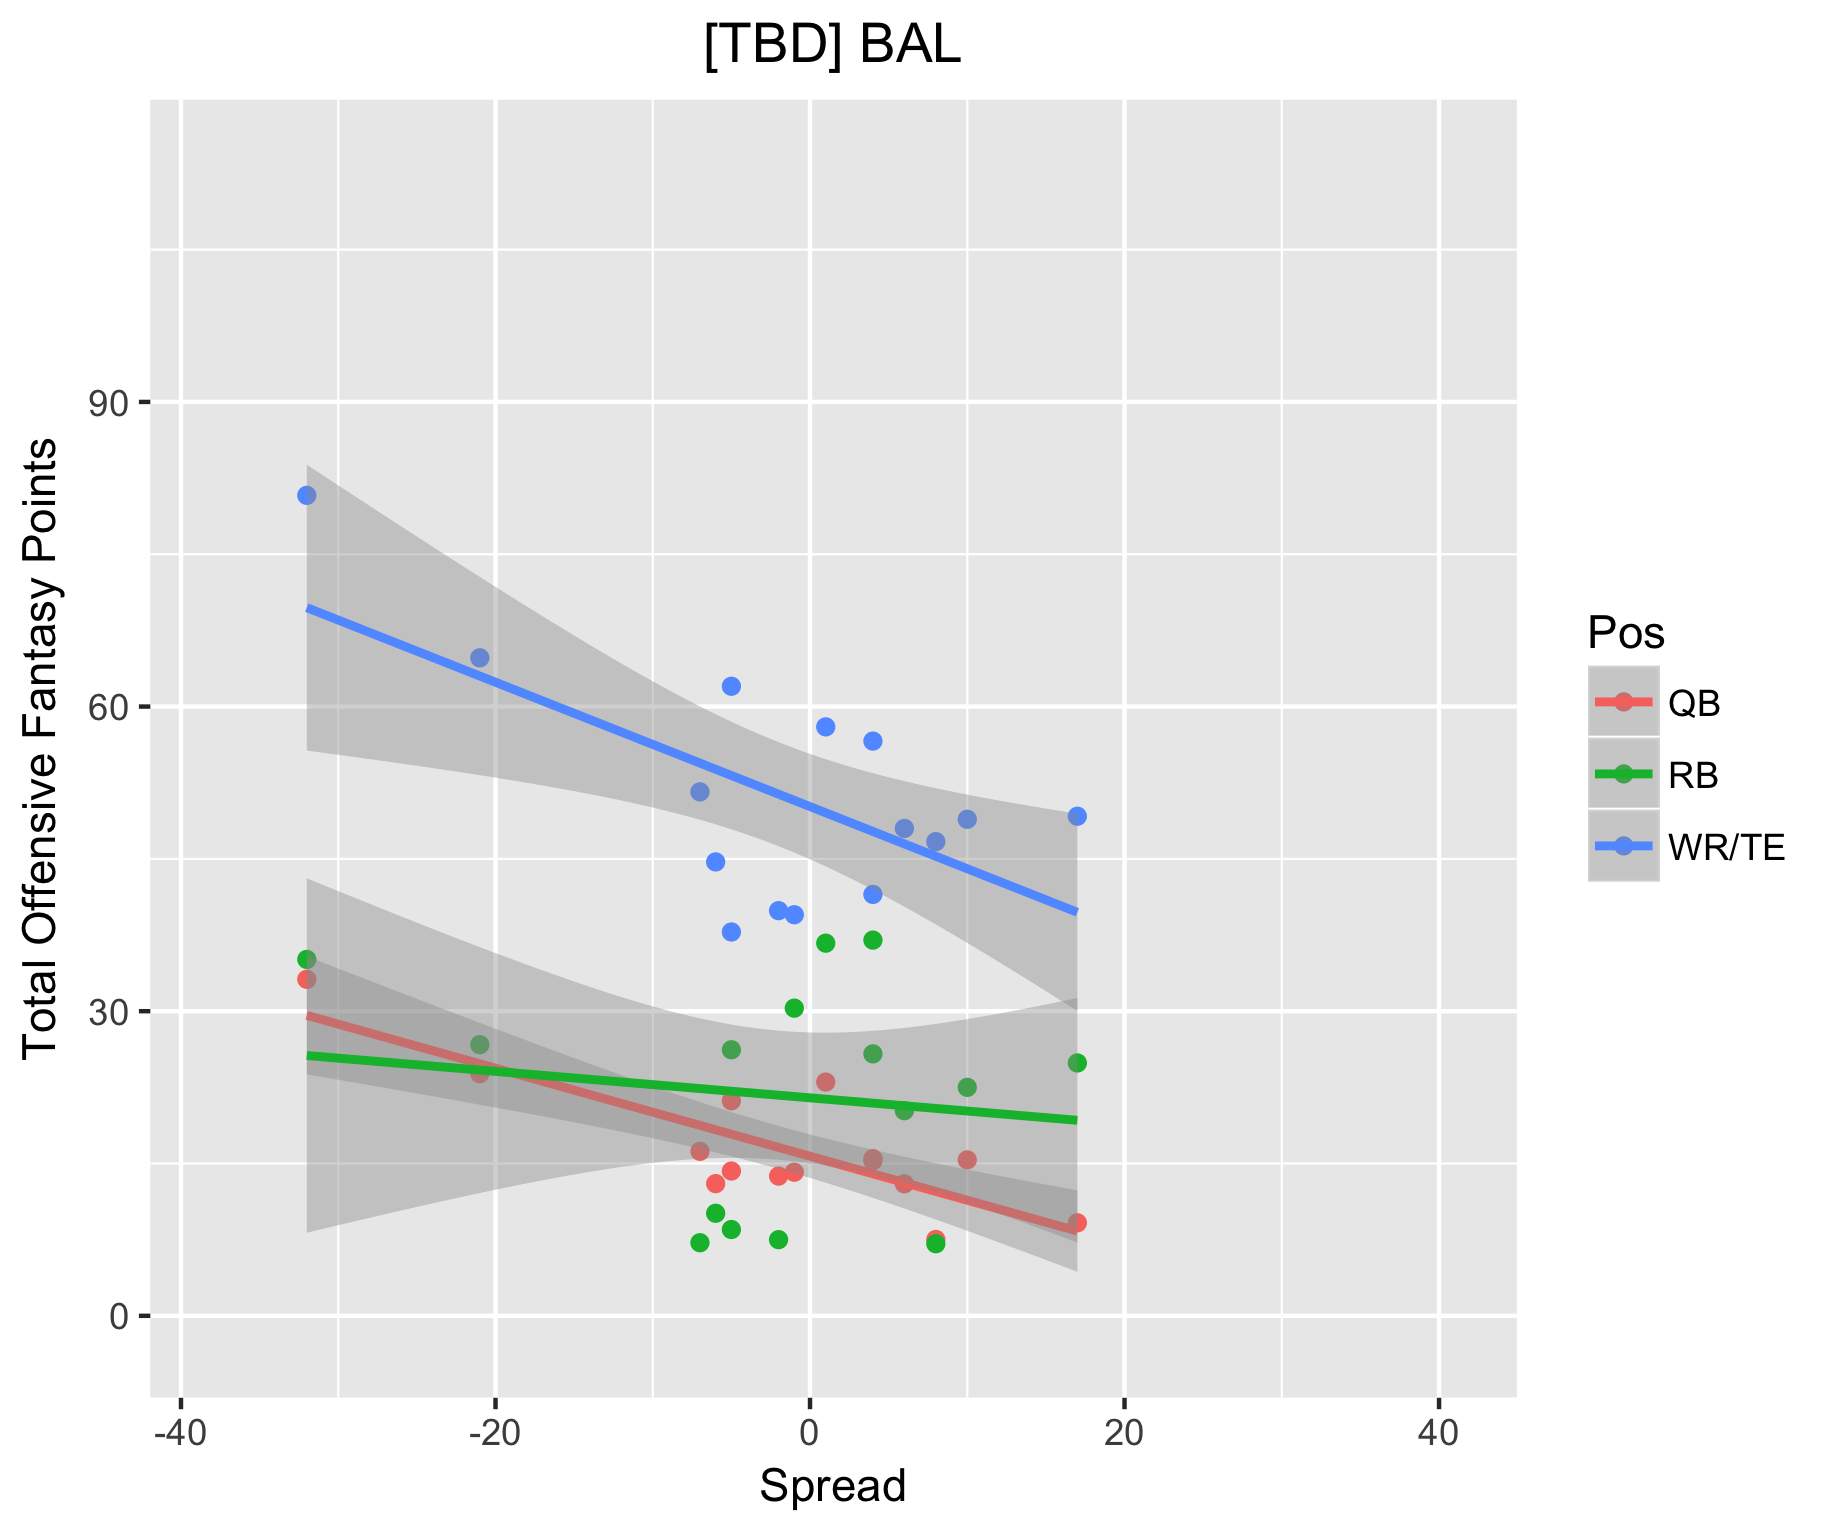 [TBD] BAL
Total Offensive Fantasy Points
90
60
30
0
-40
-20
0
20
40
Spread
Pos
QB
RB
WR/TE